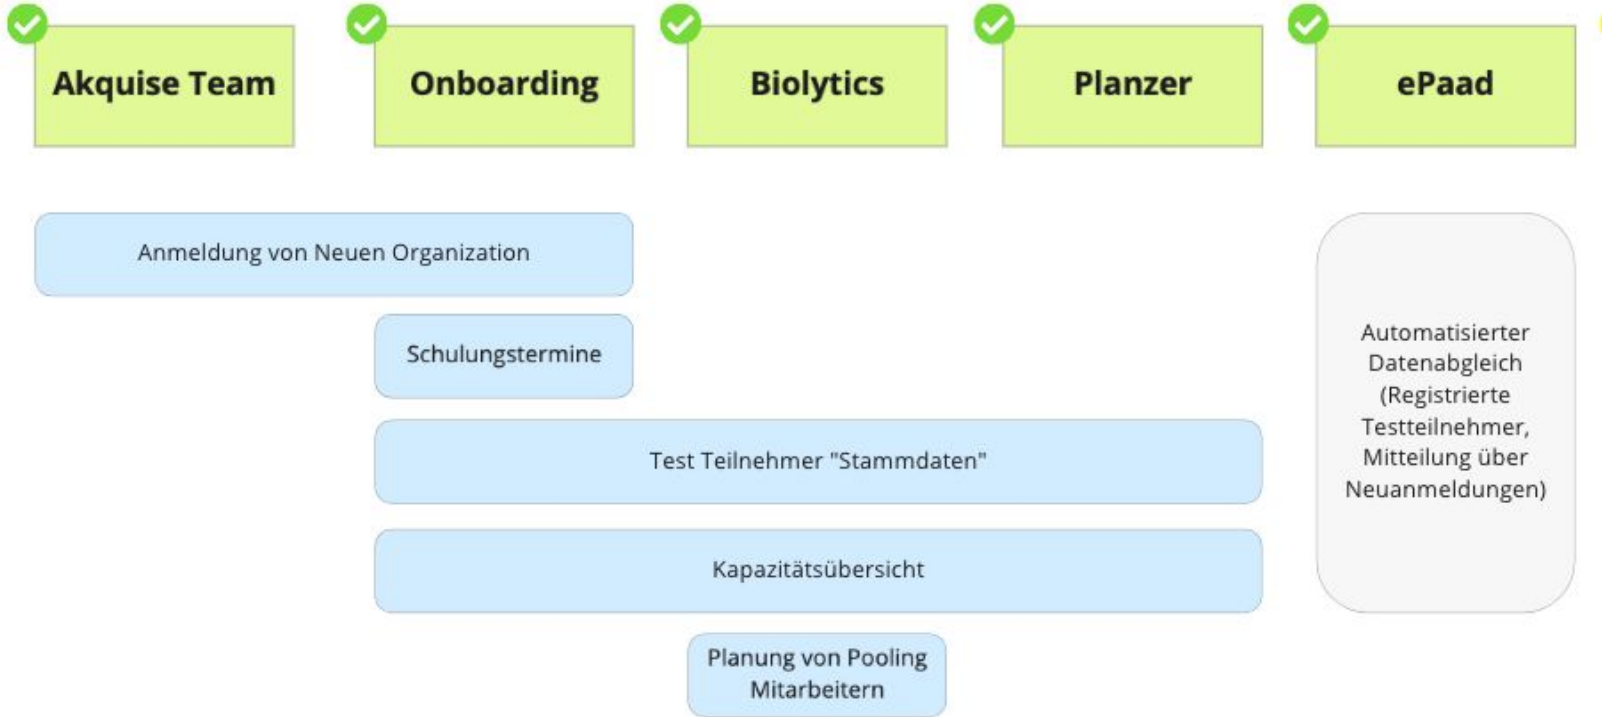 Akquise Team
Onboarding
Biolytics
Planzer
ePaad
Anmeldung von Neuen Organization
Schulungstermine
Test Teilnehmer "Stammdaten"
Kapazitätsübersicht
Planung von Pooling
Mitarbeitern
Automatisierter
Datenabgleich
(Registrierte
Testteilnehmer,
Mitteilung über
Neuanmeldungen)